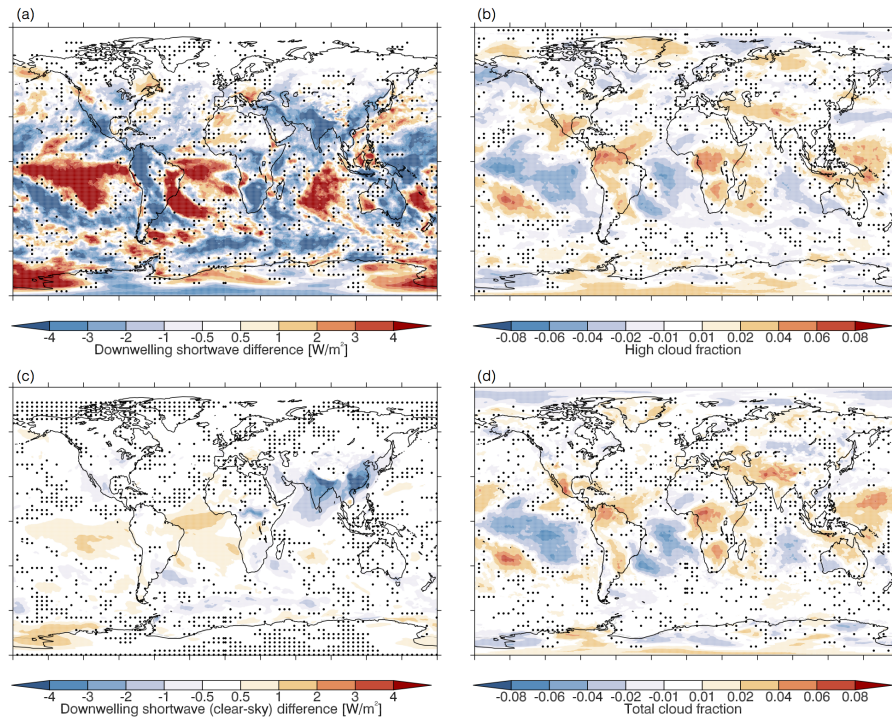 (a)
(b)
-4 -3 -2 -1 -0.5 0.5 1 2 3 4
Downwelling shortwave difference [W/m²]
-0.08 -0.06 -0.04 -0.02 -0.01 0.01 0.02 0.04 0.06 0.08
High cloud fraction
(c)
(d)
-4 -3 -2 -1 -0.5 0.5 1 2 3 4
Downwelling shortwave (clear-sky) difference [W/m²]
-0.08 -0.06 -0.04 -0.02 -0.01 0.01 0.02 0.04 0.06 0.08
Total cloud fraction